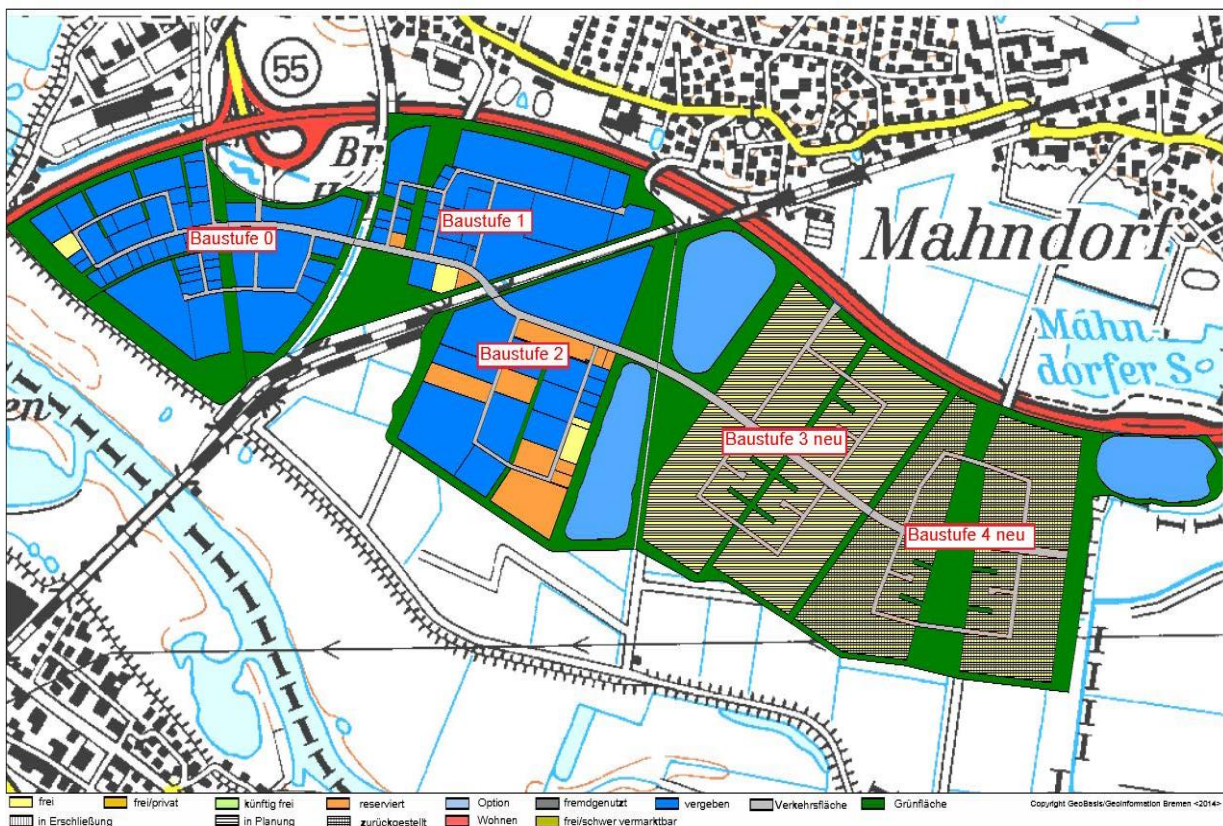 55
Br
Mahndorf
Baustufe 1
Baustufe 0
Mahn-
dorfer S
Baustufe 2
en
Baustufe 3 neu
Baustufe 4 neu
frei frei/privat künftig frei reserviert Option fremdgenutzt vergeben Verkehrsfläche Grünfläche Copyright GeoBasis/GeoInformation Bremen <2014>
in Erschließung in Planung zurückgestellt Wohnen frei/schwer vermarktbar